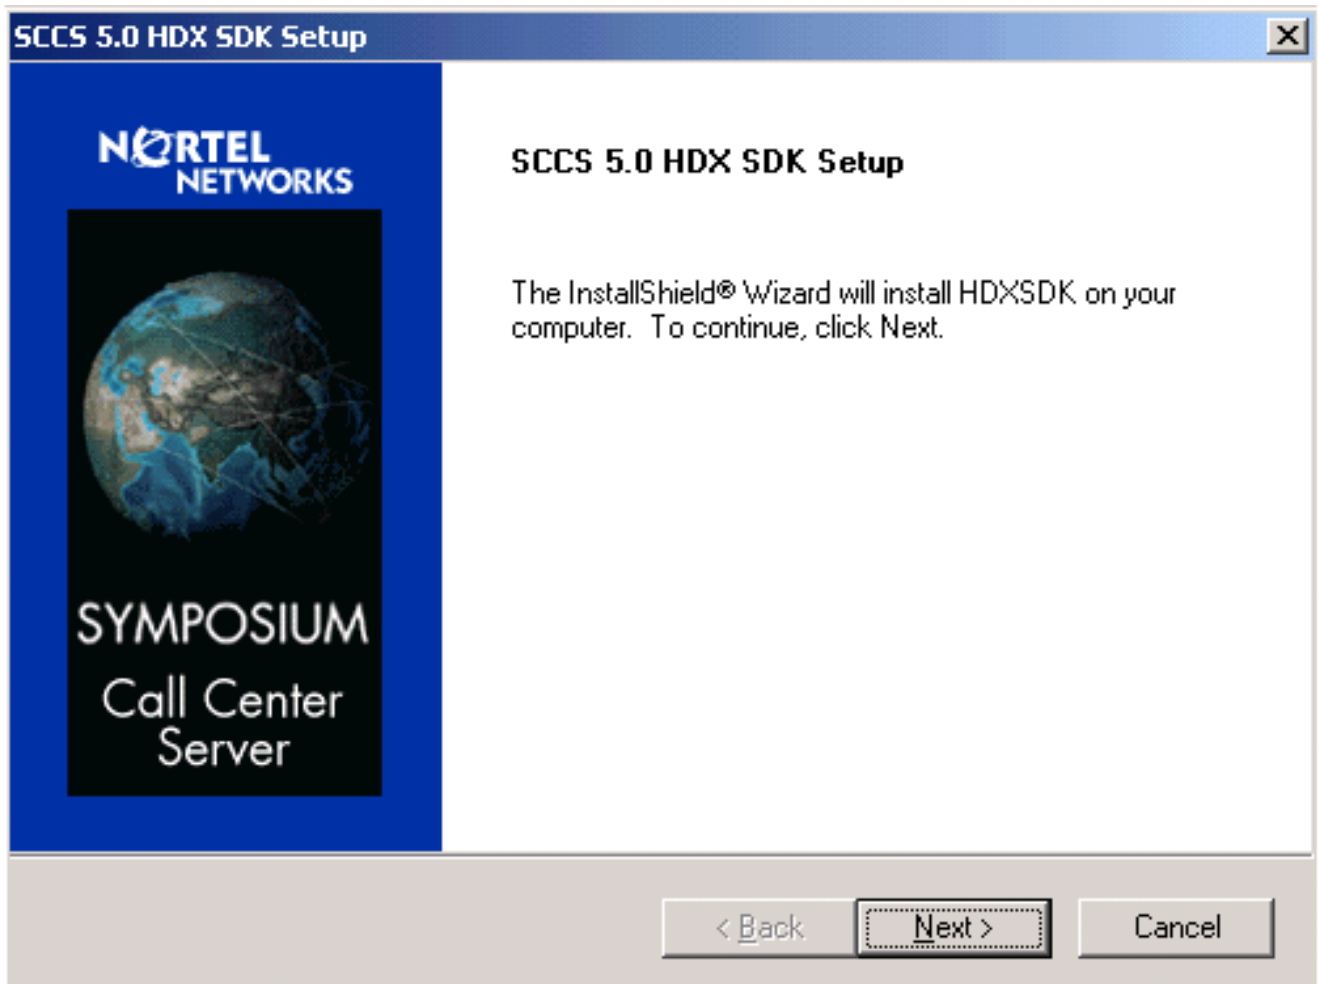 SCCS 5.0 HDX SDK Setup
NORTEL
NETWORKS
SYMPOSIUM
Call Center
Server
SCCS 5.0 HDX SDK Setup
The InstallShield® Wizard will install HDXSDK on your
computer.  To continue, click Next.
< Back
Next >
Cancel